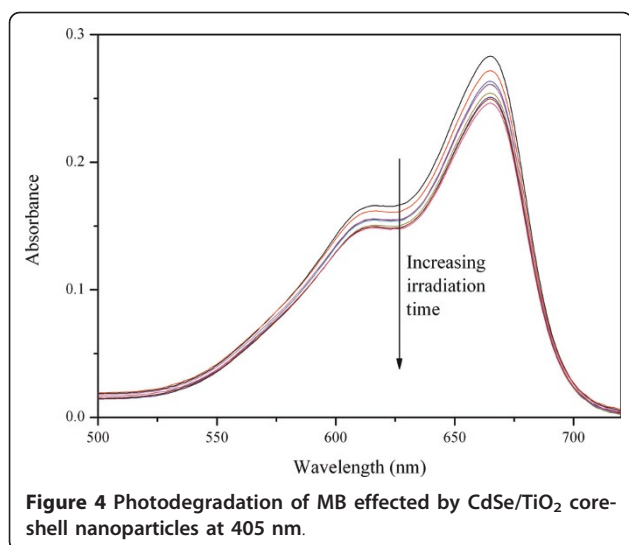 0.3
0.2
0.1
0.0
Absorbance
Increasing
irradiation
time
500
550
600
650
700
Wavelength (nm)
Figure 4 Photodegradation of MB effected by CdSe/TiO₂ core-
shell nanoparticles at 405 nm.